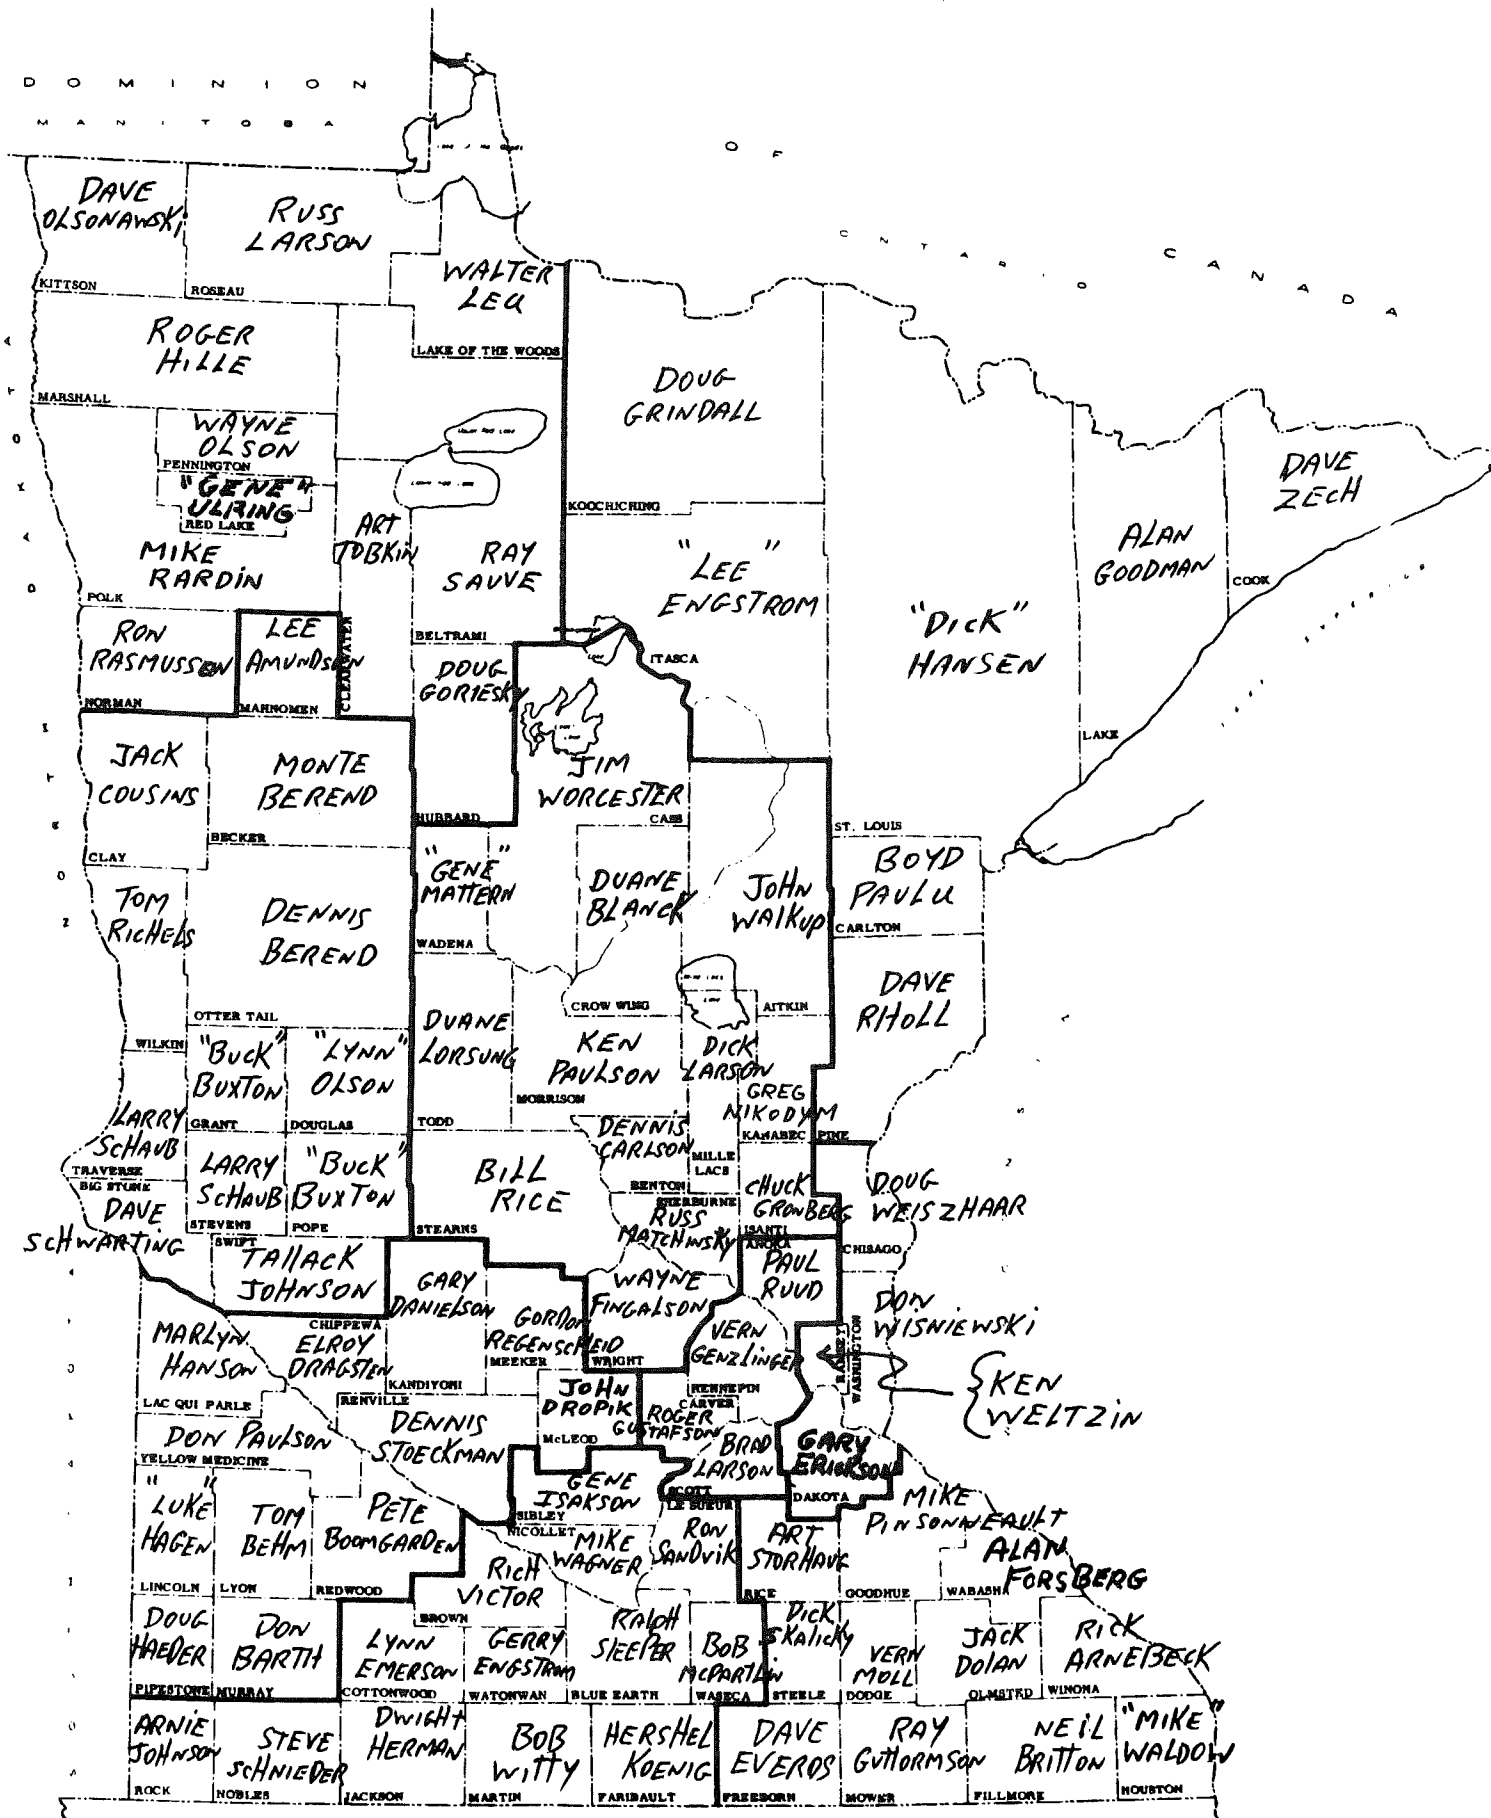 DOMINION
MANITOBA
OF
ONTARIO CANADA
DAVE
OLSONAWSKI
KITTSON
RUSS
LARSON
ROSEAU
WALTER
LEU
LAKE OF THE WOODS
ROGER
HILLE
MARSHALL
DOUG
GRINDALL
KOOCHICHING
WAYNE
OLSON
PENNINGTON
"GENE"
ULRING
RED LAKE
DAVE
ZECH
COOK
ALAN
GOODMAN
LAKE
MIKE
RARDIN
POLK
ART
TOBKIN
CLEARWATER
RAY
SAUVE
BELTRAMI
"LEE"
ENGSTROM
ITASCA
"DICK"
HANSEN
ST. LOUIS
RON
RASMUSSEN
NORMAN
LEE
AMUNDSEN
MAHNOMEN
DOUG
GORIESKY
HUBBARD
JACK
COUSINS
CLAY
MONTE
BEREND
BECKER
JIM
WORCESTER
CASS
"GENE"
MATTERN
WADENA
DUANE
BLANCK
CROW WING
JOHN
WALKUP
AITKIN
BOYD
PAULU
CARLTON
TOM
RICHELS
WILKIN
DENNIS
BEREND
OTTER TAIL
DAVE
RHOLL
PINE
"BUCK"
BUXTON
GRANT
"LYNN"
OLSON
DOUGLAS
DUANE
LORSUNG
TODD
KEN
PAULSON
MORRISON
DICK
LARSON
MILLE
LACS
GREG
NIKODYM
KANABEC
LARRY
SCHAUB
TRAVERSE
LARRY
SCHAUB
STEVENS
"BUCK"
BUXTON
POPE
BILL
RICE
STEARNS
DENNIS
CARLSON
BENTON
CHUCK
GRONBERG
ISANTI
DOUG
WEISZHAAR
CHISAGO
BIG STONE
DAVE
SCHWARTING
SWIFT
TALLACK
JOHNSON
SHERBURNE
RUSS
MATCHINSKY
ANOKA
PAUL
RUUD
GARY
DANIELSON
KANDIYOHI
GORDON
REGENSCHEID
MEEKER
WAYNE
FINGALSON
WRIGHT
VERN
GENZLINGER
HENNEPIN
DON
WISNIEWSKI
WASHINGTON
RAMSEY
KEN
WELTZIN
MARLYN
HANSON
LAC QUI PARLE
CHIPPEWA
ELROY
DRAGSTEN
RENVILLE
DENNIS
STOECKMAN
JOHN
DROPIK
McLEOD
CARVER
ROGER
GUSTAFSON
BRAD
LARSON
SCOTT
GARY
ERICKSON
DAKOTA
DON PAULSON
YELLOW MEDICINE
"LUKE"
HAGEN
LINCOLN
TOM
BEHM
LYON
PETE
BOOMGARDEN
REDWOOD
GENE
ISAKSON
SIBLEY
NICOLLET
MIKE
WAGNER
LE SUEUR
RON
SANDVIK
ART
STORHAUG
RICE
MIKE
PINSONNEAULT
GOODHUE
ALAN
FORSBERG
WABASHA
RICH
VICTOR
BROWN
DOUG
HAEDER
PIPESTONE
DON
BARTH
MURRAY
LYNN
EMERSON
COTTONWOOD
GERRY
ENGSTROM
WATONWAN
RALPH
SLEEPER
BLUE EARTH
BOB
McPARTLIN
WASECA
DICK
SKALICKY
STEELE
VERN
MOLL
DODGE
JACK
DOLAN
OLMSTED
RICK
ARNEBECK
WINONA
ARNIE
JOHNSON
ROCK
STEVE
SCHNIEDER
NOBLES
DWIGHT
HERMAN
JACKSON
BOB
WITTY
MARTIN
HERSHEL
KOENIG
FARIBAULT
DAVE
EVERDS
FREEBORN
RAY
GUTHORMSON
MOWER
NEIL
BRITTON
FILLMORE
"MIKE"
WALDOW
HOUSTON